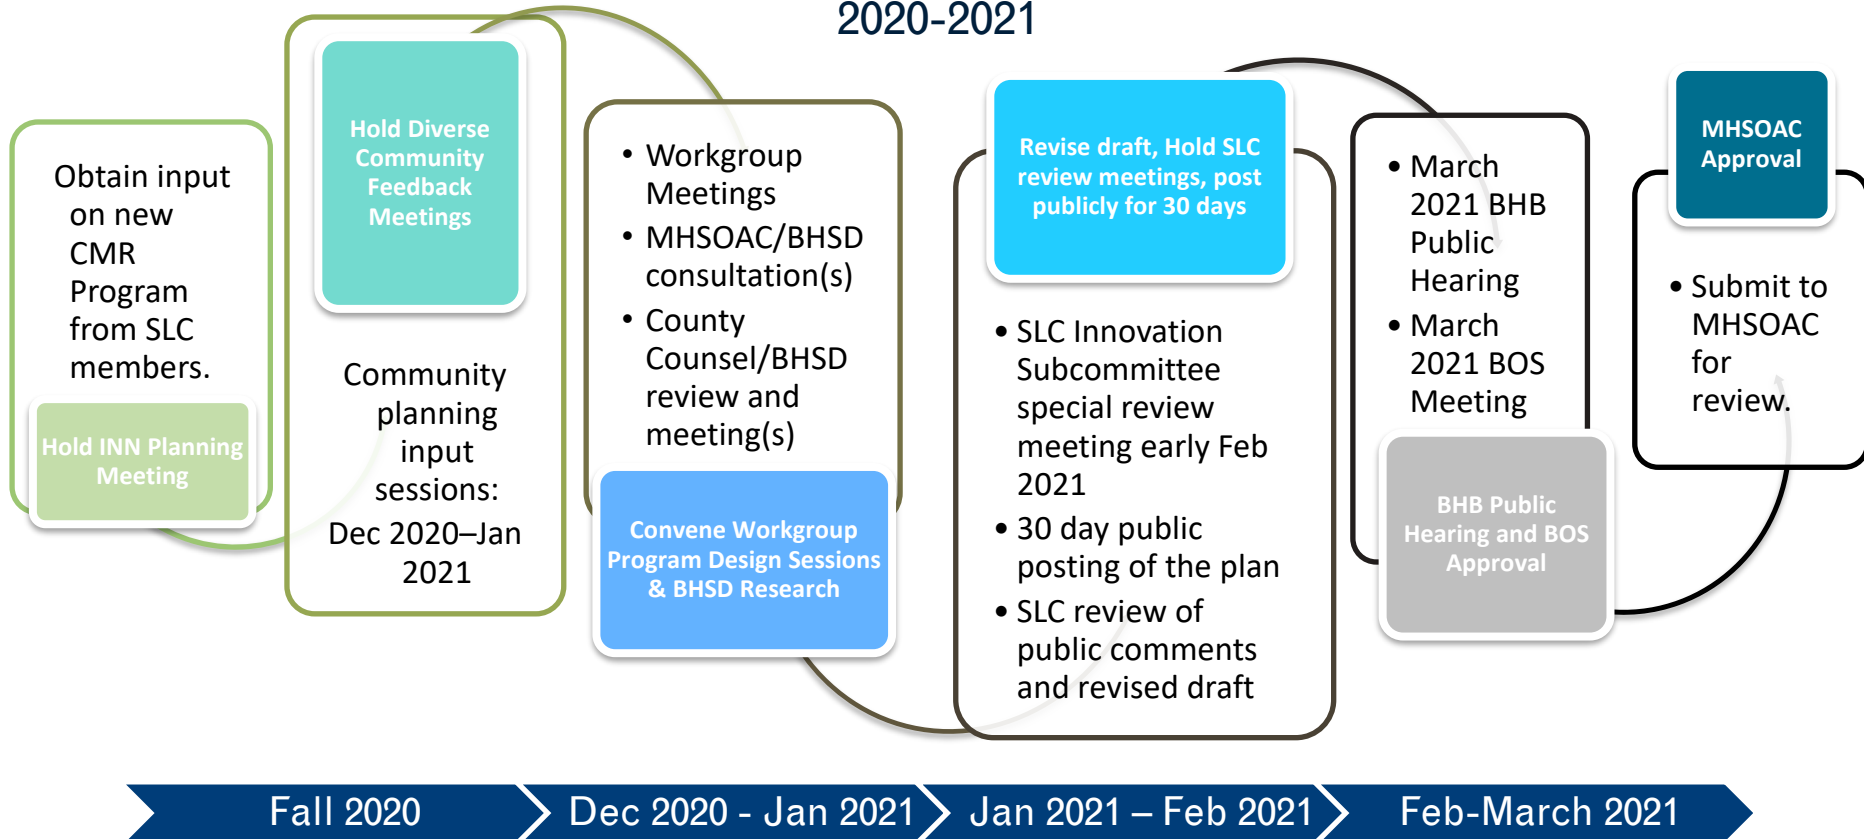 2020-2021
Obtain input
on new
CMR
Program
from SLC
members.
Hold INN Planning
Meeting
Hold Diverse
Community
Feedback
Meetings
Community
planning
input
sessions:
Dec 2020–Jan
2021
• Workgroup
Meetings
• MHSOAC/BHSD
consultation(s)
• County
Counsel/BHSD
review and
meeting(s)
Convene Workgroup
Program Design Sessions
& BHSD Research
Revise draft, Hold SLC
review meetings, post
publicly for 30 days
• SLC Innovation
Subcommittee
special review
meeting early Feb
2021
• 30 day public
posting of the plan
• SLC review of
public comments
and revised draft
• March
2021 BHB
Public
Hearing
• March
2021 BOS
Meeting
BHB Public
Hearing and BOS
Approval
MHSOAC
Approval
• Submit to
MHSOAC
for
review.
Fall 2020
Dec 2020 - Jan 2021
Jan 2021 – Feb 2021
Feb-March 2021